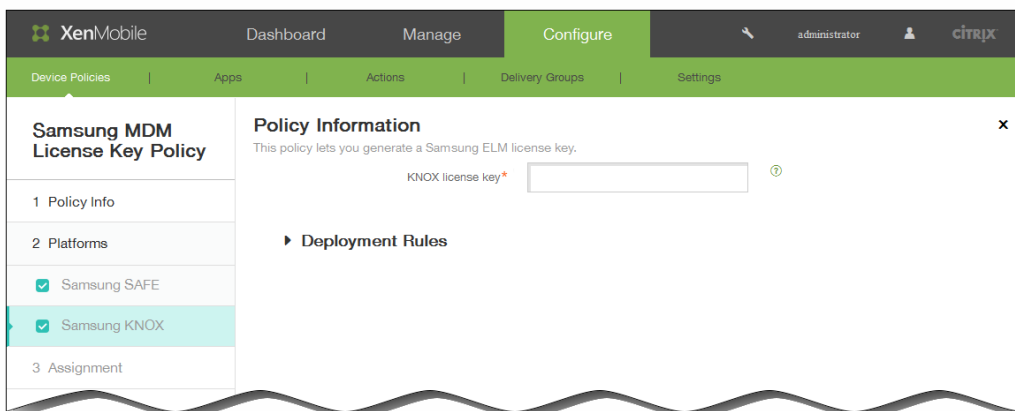 XenMobile Dashboard Manage Configure administrator CİTRIX
Device Policies | Apps | Actions | Delivery Groups | Settings
Samsung MDM
License Key Policy
1 Policy Info
2 Platforms
Samsung SAFE
Samsung KNOX
3 Assignment
Policy Information
x
This policy lets you generate a Samsung ELM license key.
KNOX license key*
?
Deployment Rules